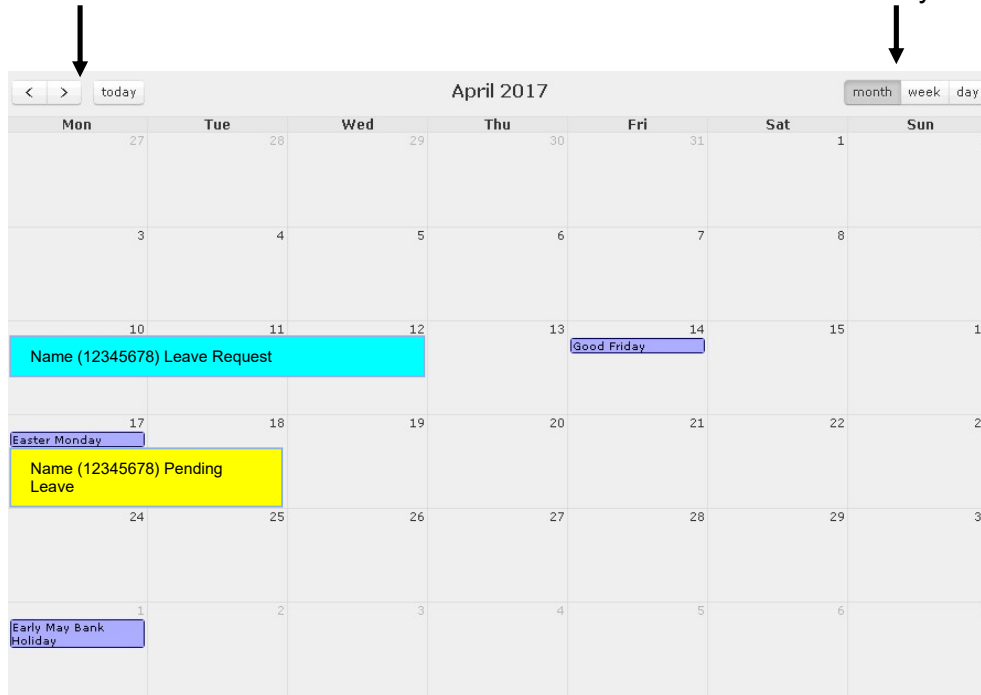 < > today April 2017 month week day
Mon Tue Wed Thu Fri Sat Sun
27 28 29 30 31 1
3 4 5 6 7 8
10 11 12 13 14 15
Name (12345678) Leave Request
Good Friday
17 18 19 20 21 22
Easter Monday
Name (12345678) Pending
Leave
24 25 26 27 28 29
1 2 3 4 5 6
Early May Bank
Holiday